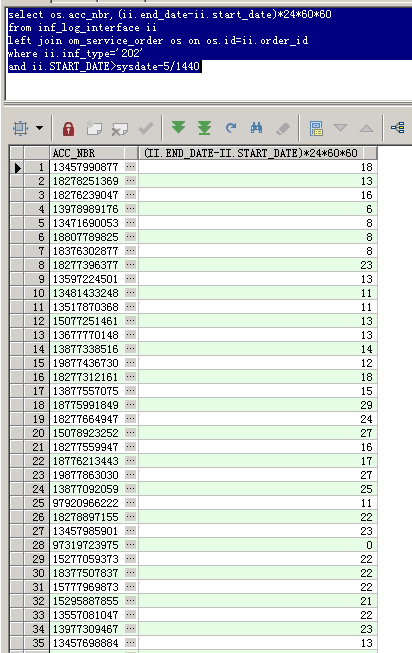 select os.acc_nbr, (ii.end_date-ii.start_date)*24*60*60
from inf_log_interface ii
left join om_service_order os on os.id=ii.order_id
where ii.inf_type='202'
and ii.START_DATE>sysdate-5/1440
ACC_NBR (II.END_DATE-II.START_DATE)*24*60*60
1 13457990877 ... 18
2 18278251369 ... 13
3 18276239047 ... 16
4 13978989176 ... 6
5 13471690053 ... 8
6 18807789825 ... 8
7 18376302877 ... 8
8 18277396377 ... 23
9 13597224501 ... 13
10 13481433248 ... 11
11 13517870368 ... 11
12 15077251461 ... 13
13 13677770148 ... 13
14 13877338516 ... 14
15 19877436730 ... 12
16 18277312161 ... 18
17 13877557075 ... 15
18 18775991849 ... 29
19 18277664947 ... 24
20 15078923252 ... 27
21 18277559947 ... 16
22 18776213443 ... 17
23 19877863030 ... 27
24 13877092059 ... 25
25 97920966222 ... 11
26 18278897155 ... 22
27 13457985901 ... 23
28 97319723975 ... 0
29 15277059373 ... 22
30 18377507837 ... 22
31 15777969873 ... 22
32 15295887855 ... 21
33 13557081047 ... 22
34 13977309467 ... 23
35 13457698884 ... 13